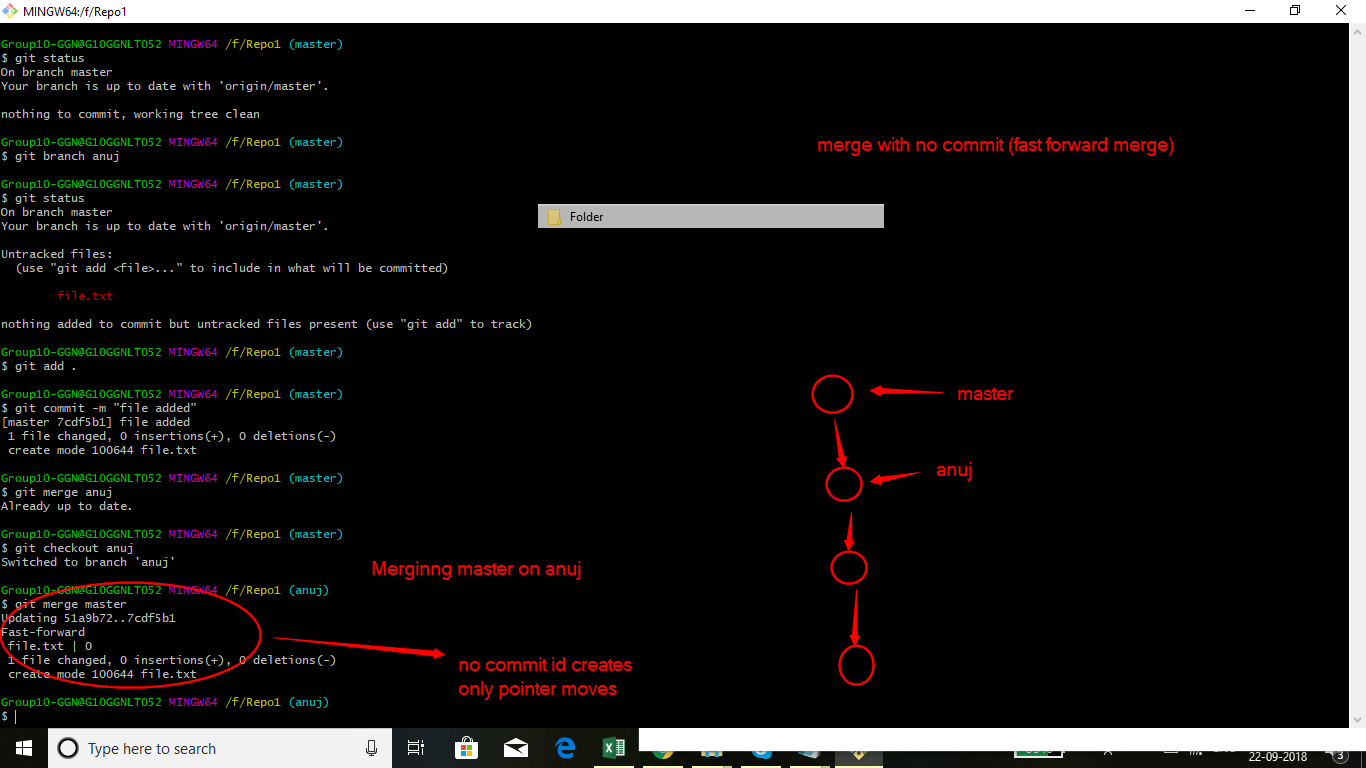 MINGW64:/f/Repo1
Group10-GGN@G10GGNLT052 MINGW64 /f/Repo1 (master)
$ git status
On branch master
Your branch is up to date with 'origin/master'.
nothing to commit, working tree clean
Group10-GGN@G10GGNLT052 MINGW64 /f/Repo1 (master)
$ git branch anuj
merge with no commit (fast forward merge)
Group10-GGN@G10GGNLT052 MINGW64 /f/Repo1 (master)
$ git status
On branch master
Your branch is up to date with 'origin/master'.
Folder
Untracked files:
(use "git add <file>..." to include in what will be committed)
file.txt
nothing added to commit but untracked files present (use "git add" to track)
Group10-GGN@G10GGNLT052 MINGW64 /f/Repo1 (master)
$ git add .
Group10-GGN@G10GGNLT052 MINGW64 /f/Repo1 (master)
$ git commit -m "file added"
[master 7cdf5b1] file added
1 file changed, 0 insertions(+), 0 deletions(-)
create mode 100644 file.txt
master
anuj
Group10-GGN@G10GGNLT052 MINGW64 /f/Repo1 (master)
$ git merge anuj
Already up to date.
Group10-GGN@G10GGNLT052 MINGW64 /f/Repo1 (master)
$ git checkout anuj
Switched to branch 'anuj'
Merginng master on anuj
Group10-GGN@G10GGNLT052 MINGW64 /f/Repo1 (anuj)
$ git merge master
Updating 51a9b72..7cdf5b1
Fast-forward
file.txt | 0
1 file changed, 0 insertions(+), 0 deletions(-)
create mode 100644 file.txt
no commit id creates
only pointer moves
Group10-GGN@G10GGNLT052 MINGW64 /f/Repo1 (anuj)
$
Type here to search
22-09-2018
3